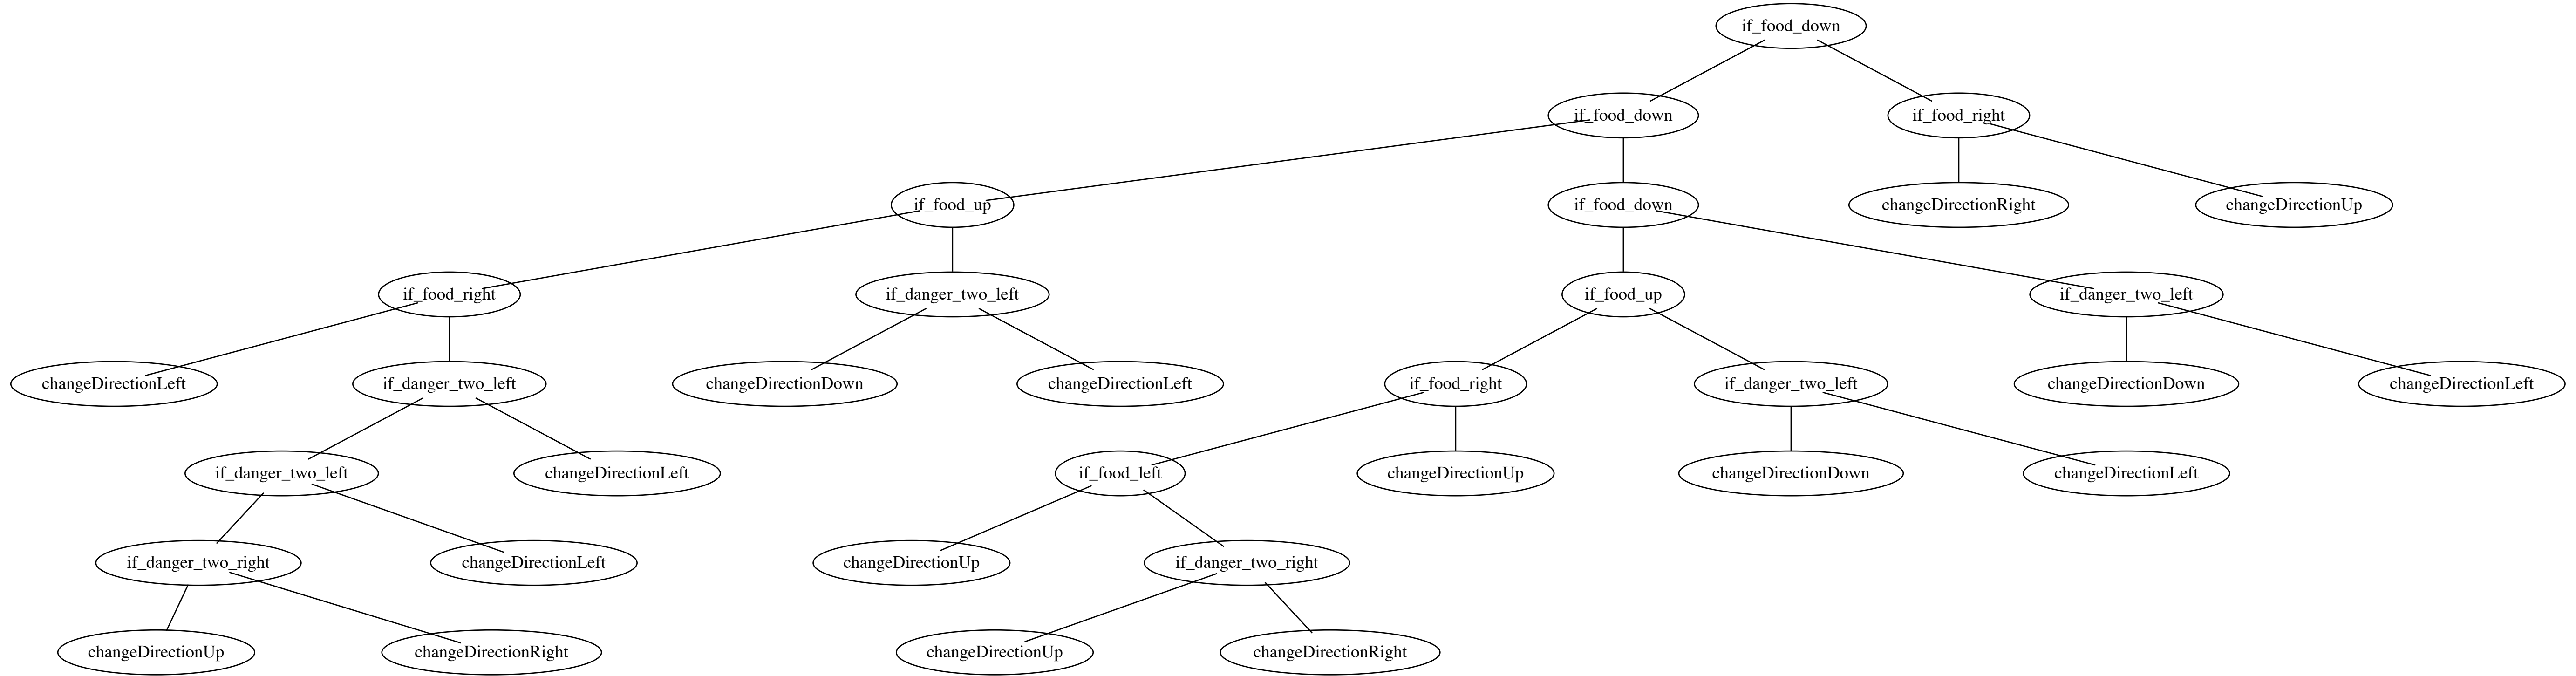 if_food_down
if_food_down
if_food_right
if_food_up
if_food_down
changeDirectionRight
changeDirectionUp
if_food_right
if_danger_two_left
if_food_up
if_danger_two_left
changeDirectionLeft
if_danger_two_left
changeDirectionDown
changeDirectionLeft
if_food_right
if_danger_two_left
changeDirectionDown
changeDirectionLeft
if_danger_two_left
changeDirectionLeft
if_food_left
changeDirectionUp
changeDirectionDown
changeDirectionLeft
if_danger_two_right
changeDirectionLeft
changeDirectionUp
if_danger_two_right
changeDirectionUp
changeDirectionRight
changeDirectionUp
changeDirectionRight